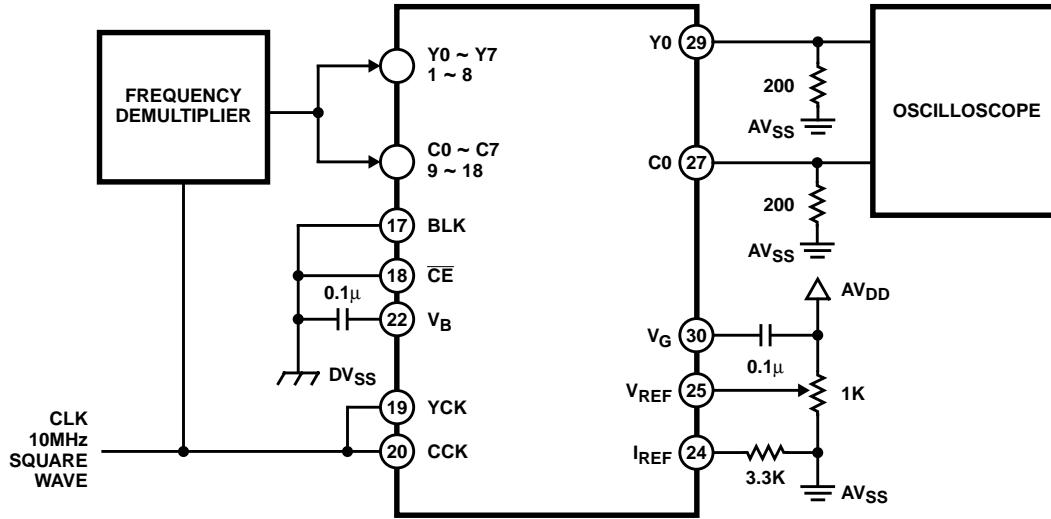 FREQUENCY
DEMULTIPLIER
Y0 ~ Y7
1 ~ 8
C0 ~ C7
9 ~ 18
17 BLK
18 CE
0.1μ
22 VB
DVSS
19 YCK
20 CCK
CLK
10MHz
SQUARE
WAVE
Y0 29
200
AVSS
C0 27
200
AVSS
OSCILLOSCOPE
AVDD
VG 30
0.1μ
VREF 25
1K
IREF 24
3.3K
AVSS